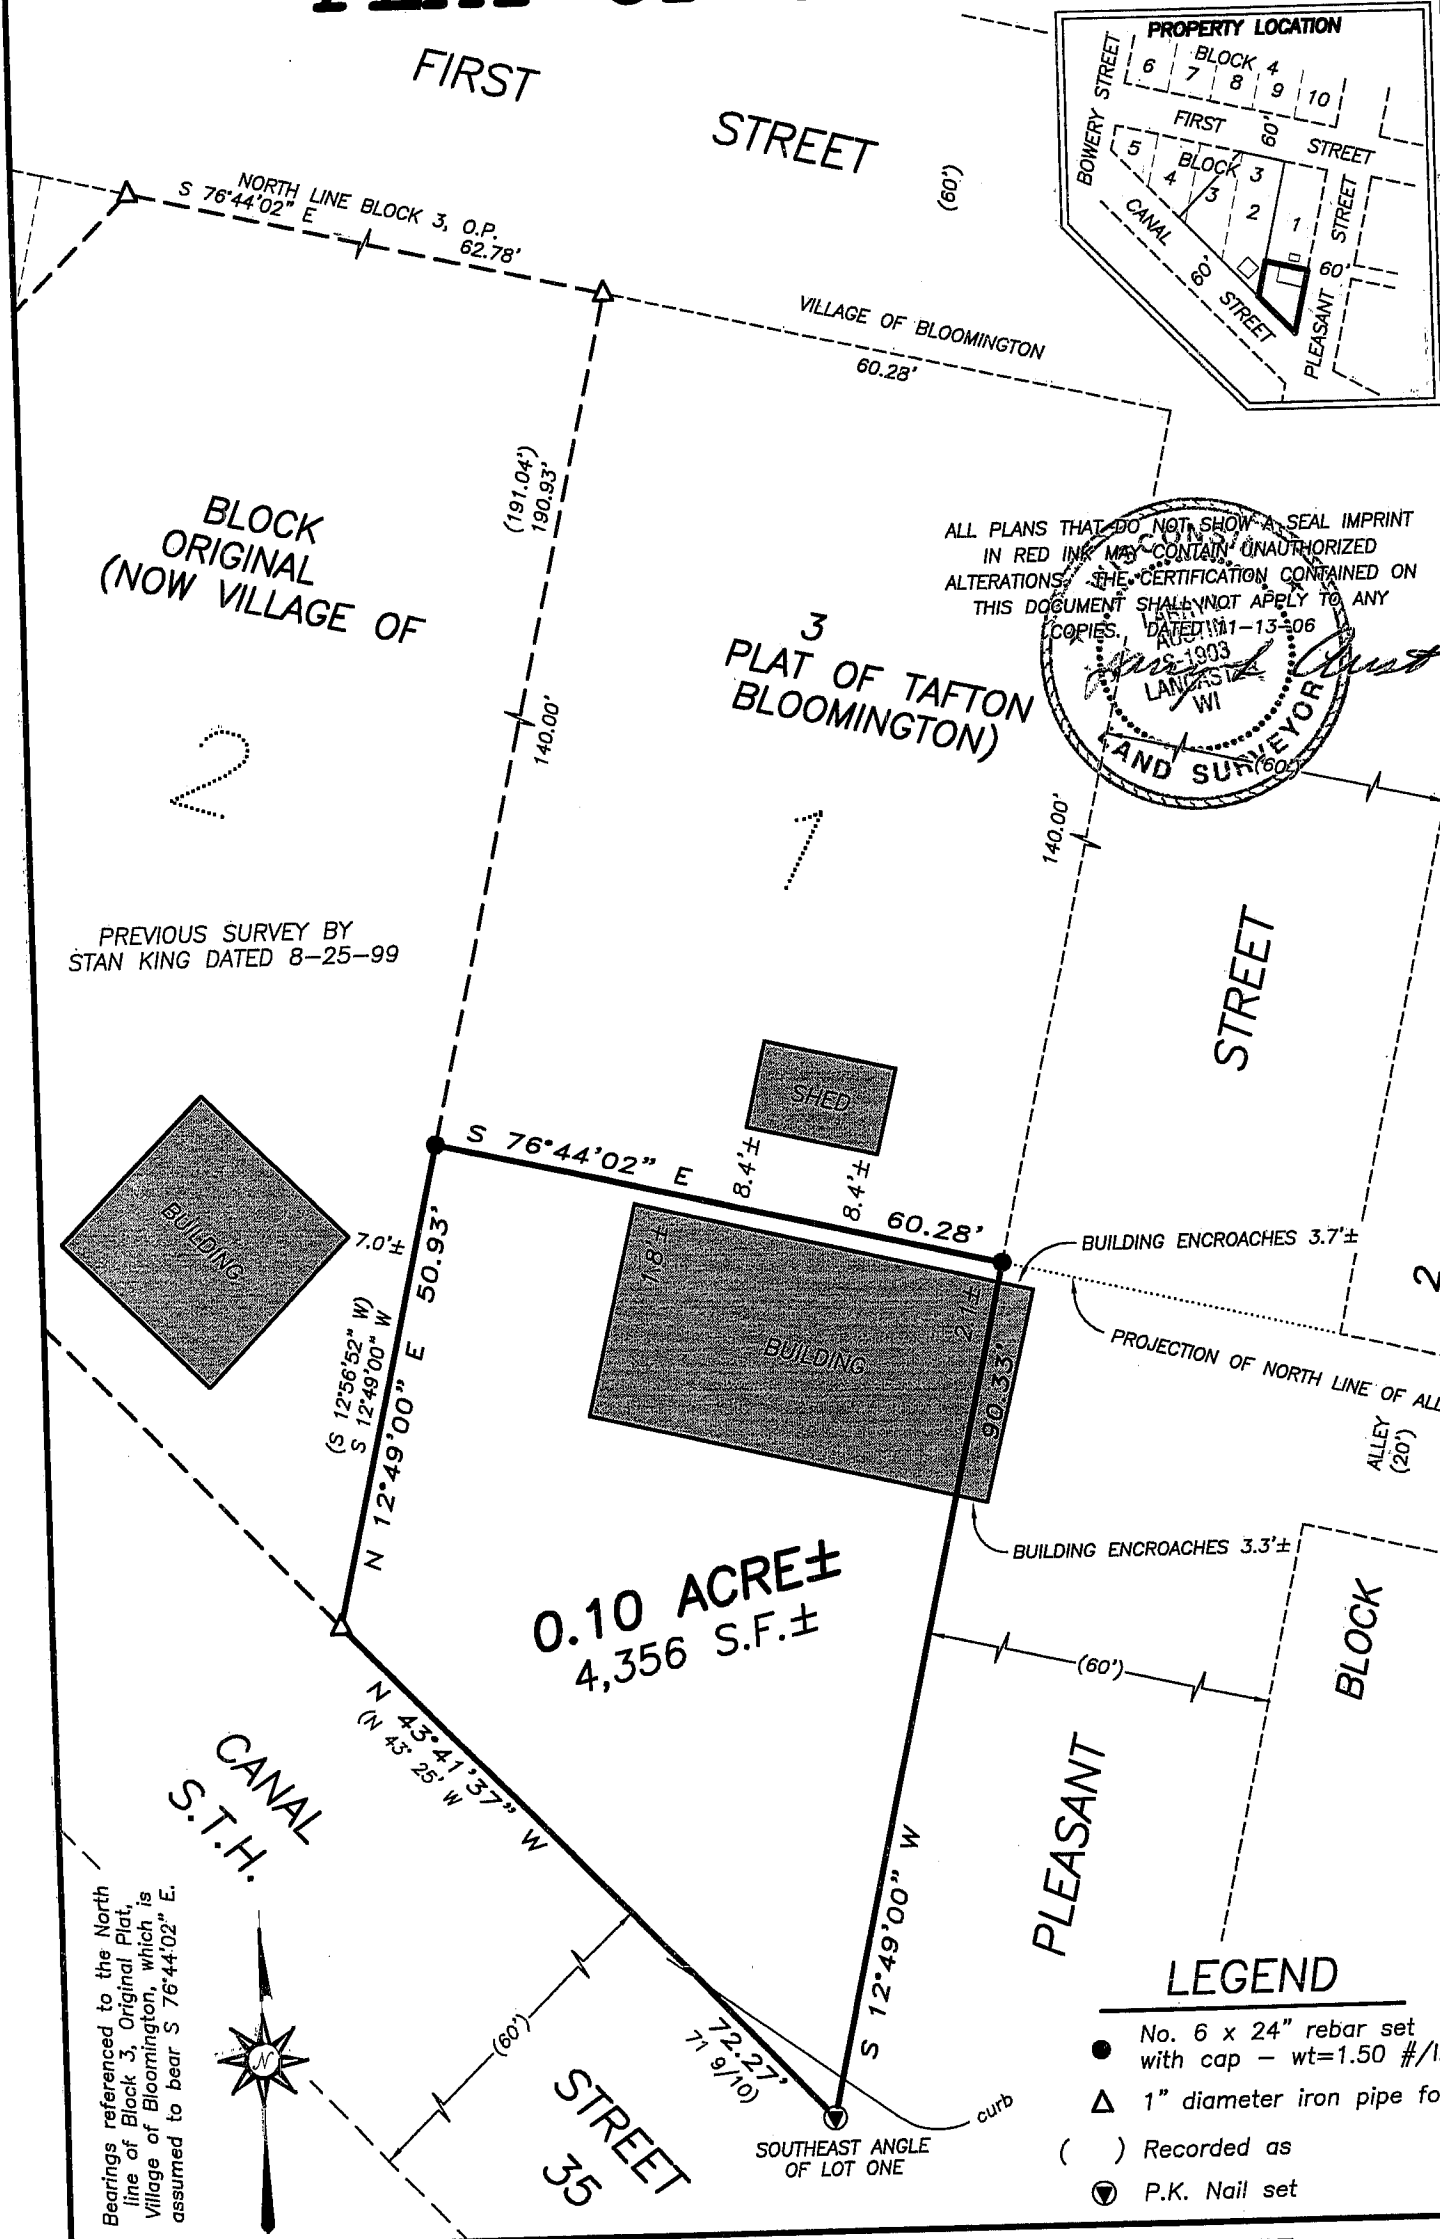 PLAT OF
FIRST
STREET
(60')
PROPERTY LOCATION
BLOCK 4
6
7
8
9
10
BOWERY STREET
FIRST
60'
STREET
5
4
BLOCK 3
3
2
1
CANAL
60'
STREET
PLEASANT
STREET
60'
NORTH LINE BLOCK 3, O.P.
S 76°44'02" E
62.78'
VILLAGE OF BLOOMINGTON
60.28'
(191.04')
190.93'
140.00'
BLOCK
ORIGINAL
(NOW VILLAGE OF
3
PLAT OF TAFTON
BLOOMINGTON)
2
1
ALL PLANS THAT DO NOT SHOW A SEAL IMPRINT
IN RED INK MAY CONTAIN UNAUTHORIZED
ALTERATIONS. THE CERTIFICATION CONTAINED ON
THIS DOCUMENT SHALL NOT APPLY TO ANY
COPIES. DATED 11-13-06
S-1903
LANCASTER
WI
LAND SURVEYOR
(60')
140.00'
STREET
PREVIOUS SURVEY BY
STAN KING DATED 8-25-99
SHED
8.4'±
8.4'±
S 76°44'02" E
60.28'
BUILDING
7.0'±
N 12°49'00" E 50.93'
(S 12°56'52" W)
S 12°49'00" W
1.8'±
2.1'±
BUILDING
90.33'
BUILDING ENCROACHES 3.7'±
PROJECTION OF NORTH LINE OF ALL
2
ALLEY
(20')
BUILDING ENCROACHES 3.3'±
0.10 ACRE±
4,356 S.F.±
(60')
BLOCK
PLEASANT
N 43°41'37" W
(N 43° 25' W
72.27'
71 9/10)
S 12°49'00" W
CANAL
S.T.H.
STREET
35
(60')
curb
SOUTHEAST ANGLE
OF LOT ONE
Bearings referenced to the North
line of Block 3, Original Plat,
Village of Bloomington, which is
assumed to bear S 76°44'02" E.
N
LEGEND
No. 6 x 24" rebar set
with cap - wt=1.50 #/l
1" diameter iron pipe fo
( ) Recorded as
P.K. Nail set